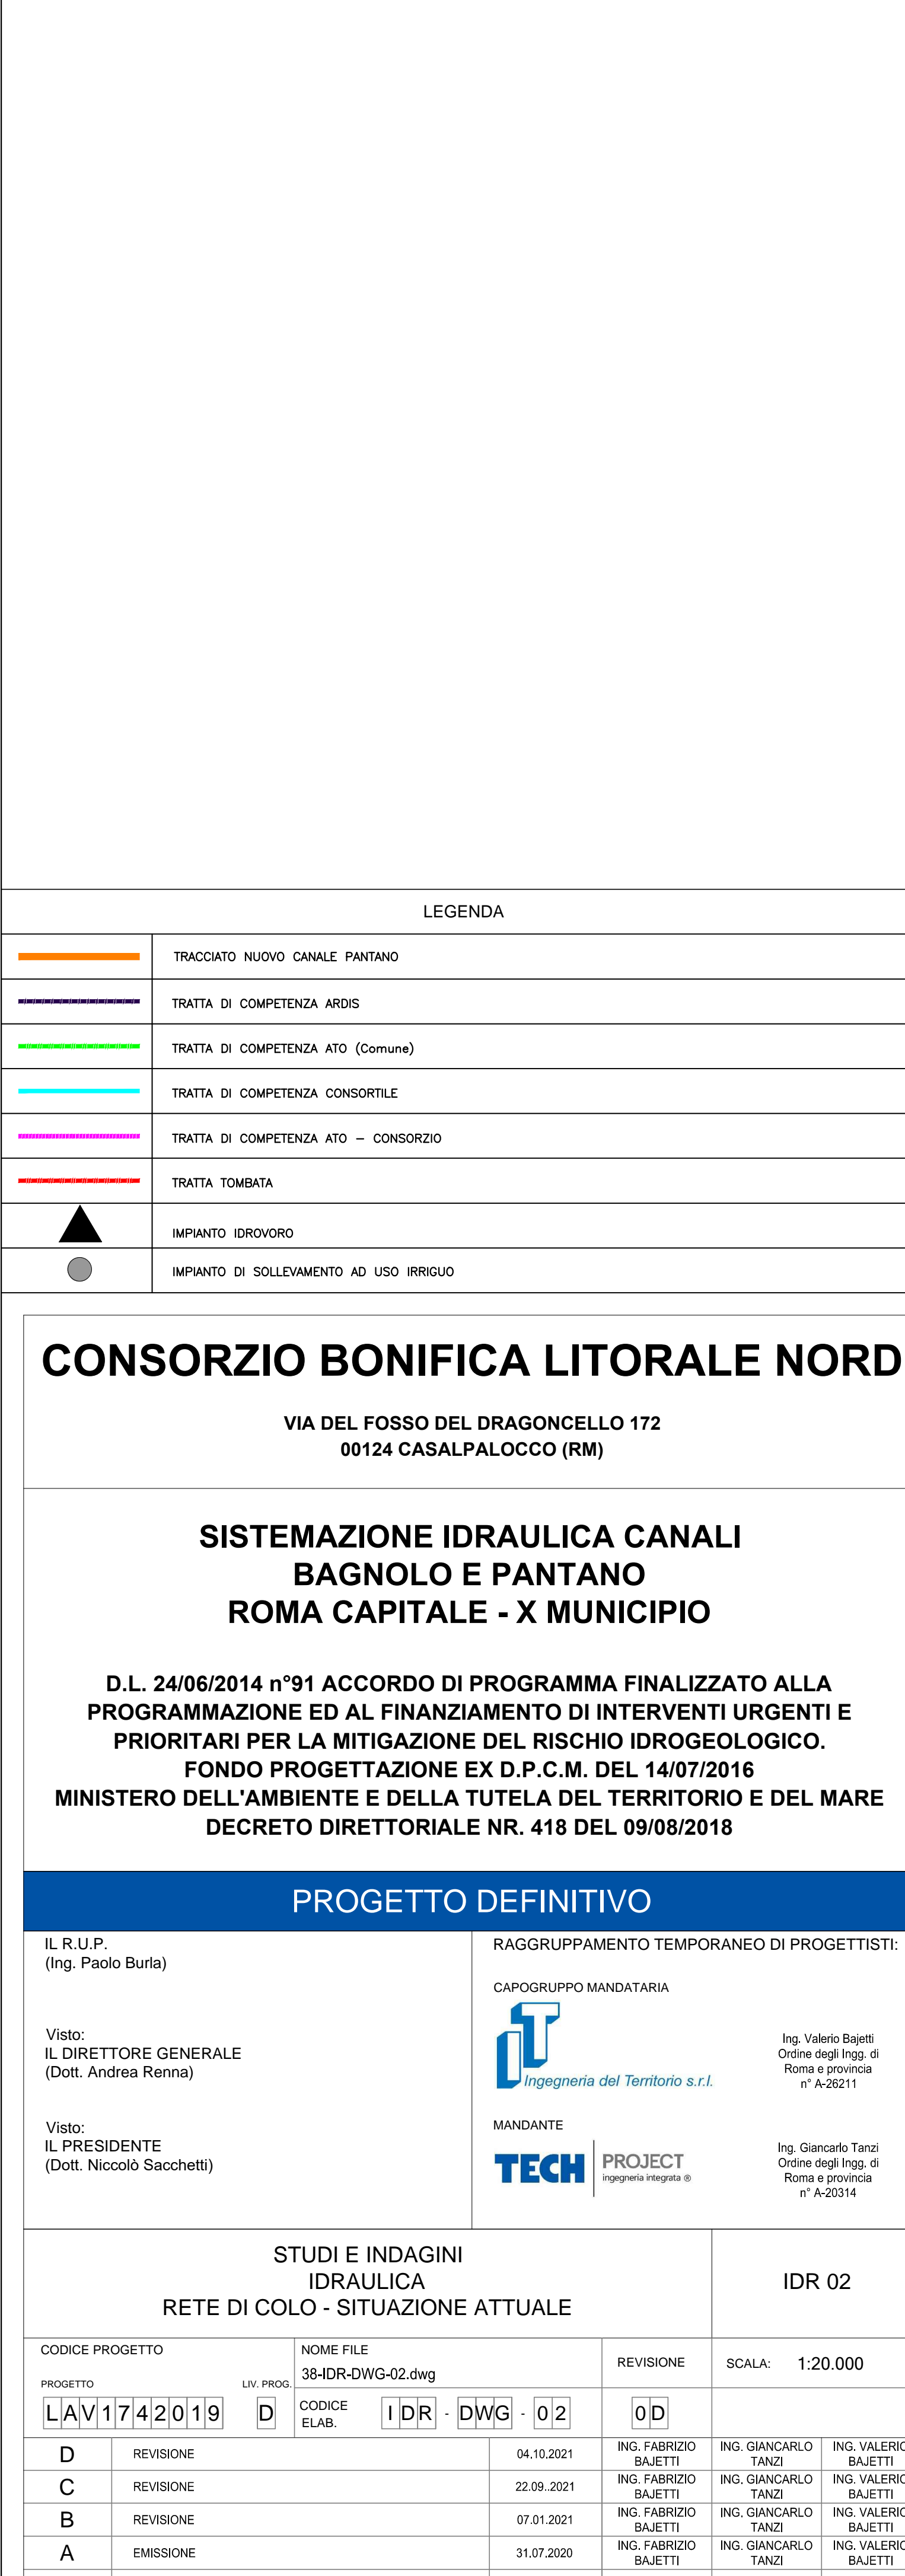 LEGENDA
TRACCIATO NUOVO CANALE PANTANO
TRATTA DI COMPETENZA ARDIS
TRATTA DI COMPETENZA ATO (Comune)
TRATTA DI COMPETENZA CONSORTILE
TRATTA DI COMPETENZA ATO – CONSORZIO
TRATTA TOMBATA
IMPIANTO IDROVORO
IMPIANTO DI SOLLEVAMENTO AD USO IRRIGUO
CONSORZIO BONIFICA LITORALE NORD
VIA DEL FOSSO DEL DRAGONCELLO 172
00124 CASALPALOCCO (RM)
SISTEMAZIONE IDRAULICA CANALI
BAGNOLO E PANTANO
ROMA CAPITALE - X MUNICIPIO
D.L. 24/06/2014 n°91 ACCORDO DI PROGRAMMA FINALIZZATO ALLA
PROGRAMMAZIONE ED AL FINANZIAMENTO DI INTERVENTI URGENTI E
PRIORITARI PER LA MITIGAZIONE DEL RISCHIO IDROGEOLOGICO.
FONDO PROGETTAZIONE EX D.P.C.M. DEL 14/07/2016
MINISTERO DELL'AMBIENTE E DELLA TUTELA DEL TERRITORIO E DEL MARE
DECRETO DIRETTORIALE NR. 418 DEL 09/08/2018
PROGETTO DEFINITIVO
IL R.U.P.
(Ing. Paolo Burla)
Visto:
IL DIRETTORE GENERALE
(Dott. Andrea Renna)
Visto:
IL PRESIDENTE
(Dott. Niccolò Sacchetti)
RAGGRUPPAMENTO TEMPORANEO DI PROGETTISTI:
CAPOGRUPPO MANDATARIA
Ingegneria del Territorio s.r.l.
Ing. Valerio Bajetti
Ordine degli Ingg. di
Roma e provincia
n° A-26211
MANDANTE
TECH PROJECT
ingegneria integrata ®
Ing. Giancarlo Tanzi
Ordine degli Ingg. di
Roma e provincia
n° A-20314
STUDI E INDAGINI
IDRAULICA
RETE DI COLO - SITUAZIONE ATTUALE
IDR 02
CODICE PROGETTO
PROGETTO LIV. PROG.
LAV1742019 D
NOME FILE
38-IDR-DWG-02.dwg
CODICE
ELAB.
IDR - DWG - 02
REVISIONE
0D
SCALA: 1:20.000
D REVISIONE 04.10.2021 ING. FABRIZIO BAJETTI ING. GIANCARLO TANZI ING. VALERIO BAJETTI
C REVISIONE 22.09..2021 ING. FABRIZIO BAJETTI ING. GIANCARLO TANZI ING. VALERIO BAJETTI
B REVISIONE 07.01.2021 ING. FABRIZIO BAJETTI ING. GIANCARLO TANZI ING. VALERIO BAJETTI
A EMISSIONE 31.07.2020 ING. FABRIZIO BAJETTI ING. GIANCARLO TANZI ING. VALERIO BAJETTI